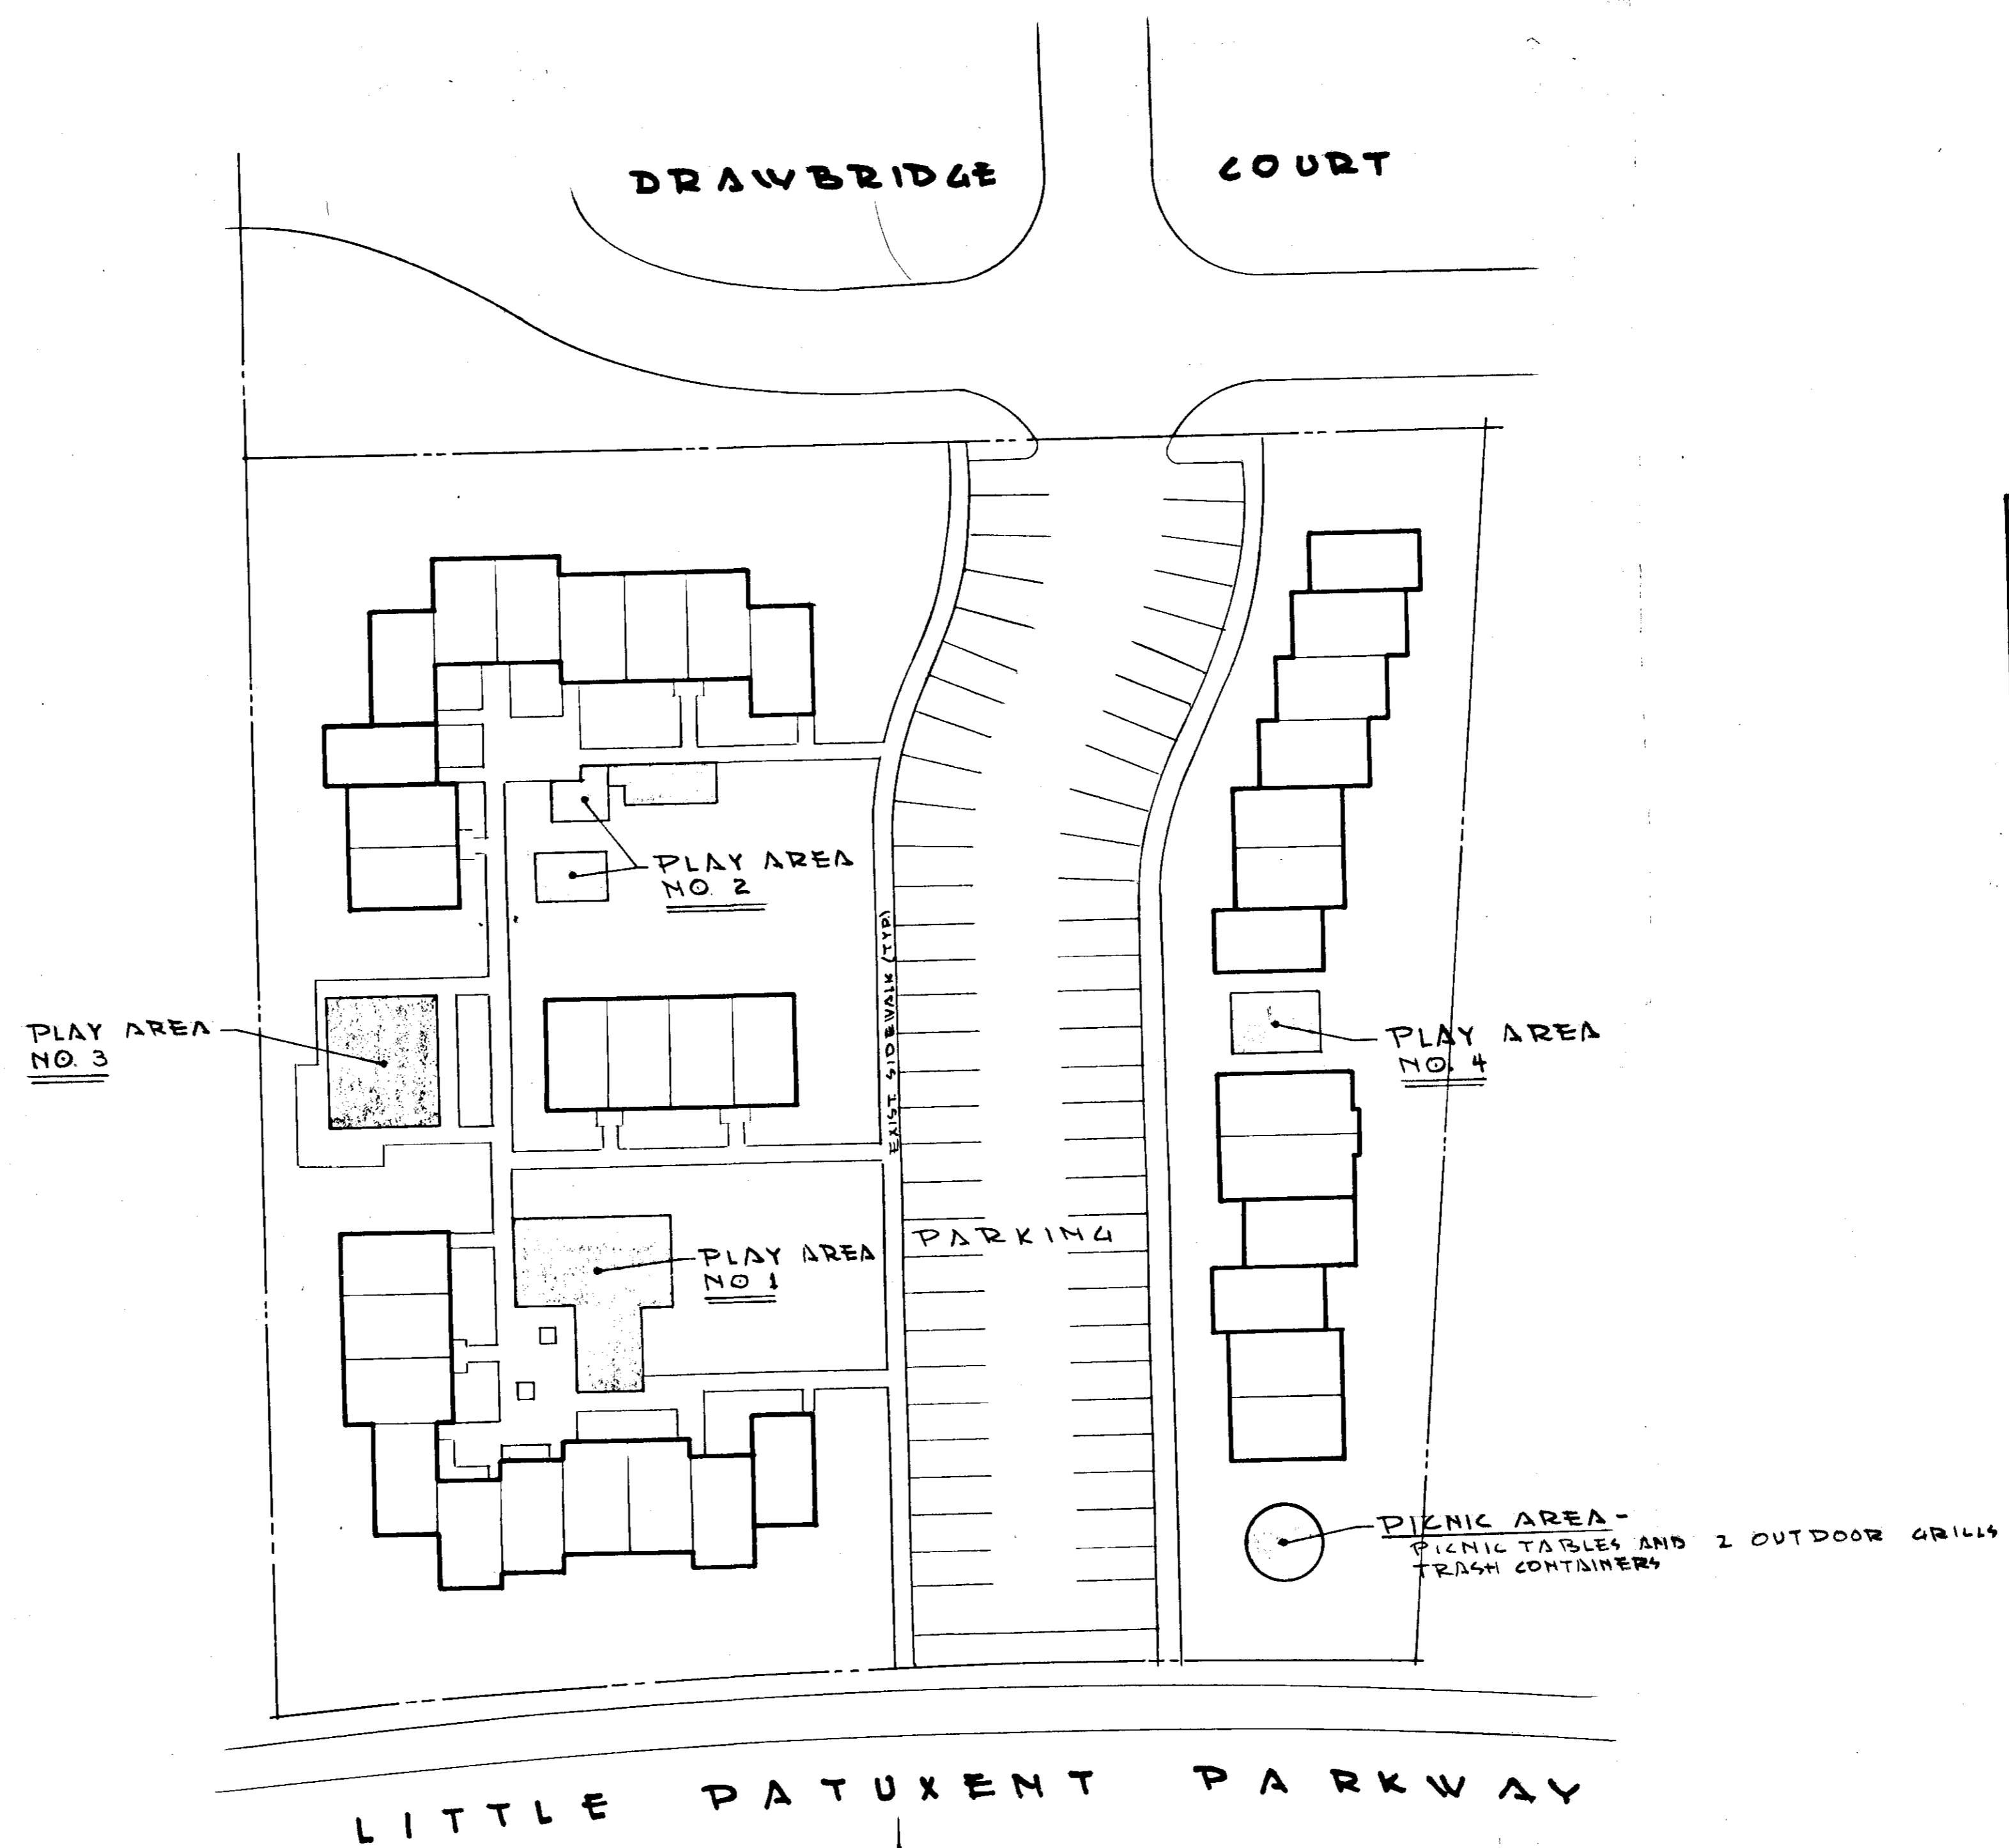 DRAWBRIDGE COURT
PLAY AREA
NO. 2
EXIST. SIDEWALK (TYP.)
PLAY AREA
NO. 3
PLAY AREA
NO. 4
PARKING
PLAY AREA
NO 1
PICNIC AREA-
PICNIC TABLES AND 2 OUTDOOR GRILLS
TRASH CONTAINERS
LITTLE PATUXENT PARKWAY